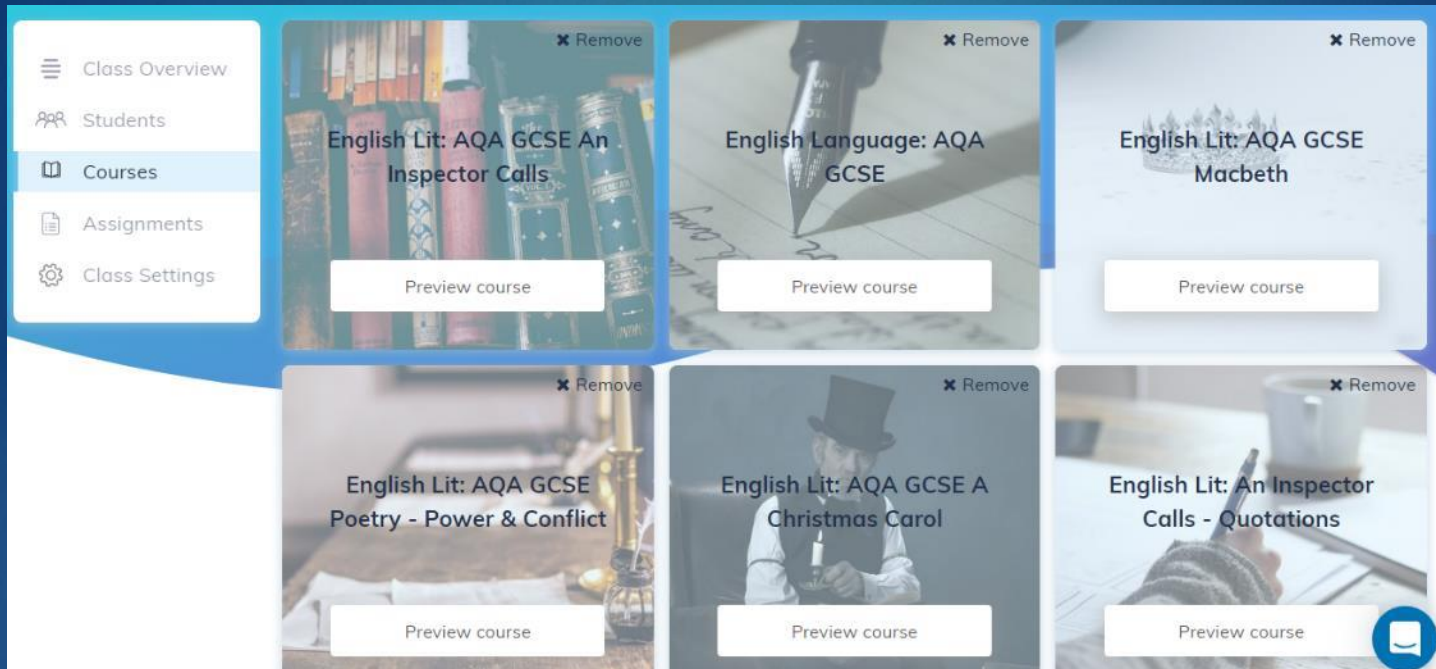 Class Overview
Students
Courses
Assignments
Class Settings
✖ Remove
English Lit: AQA GCSE An
Inspector Calls
Preview course
✖ Remove
English Language: AQA
GCSE
Preview course
✖ Remove
English Lit: AQA GCSE
Macbeth
Preview course
✖ Remove
English Lit: AQA GCSE
Poetry - Power & Conflict
Preview course
✖ Remove
English Lit: AQA GCSE A
Christmas Carol
Preview course
✖ Remove
English Lit: An Inspector
Calls - Quotations
Preview course